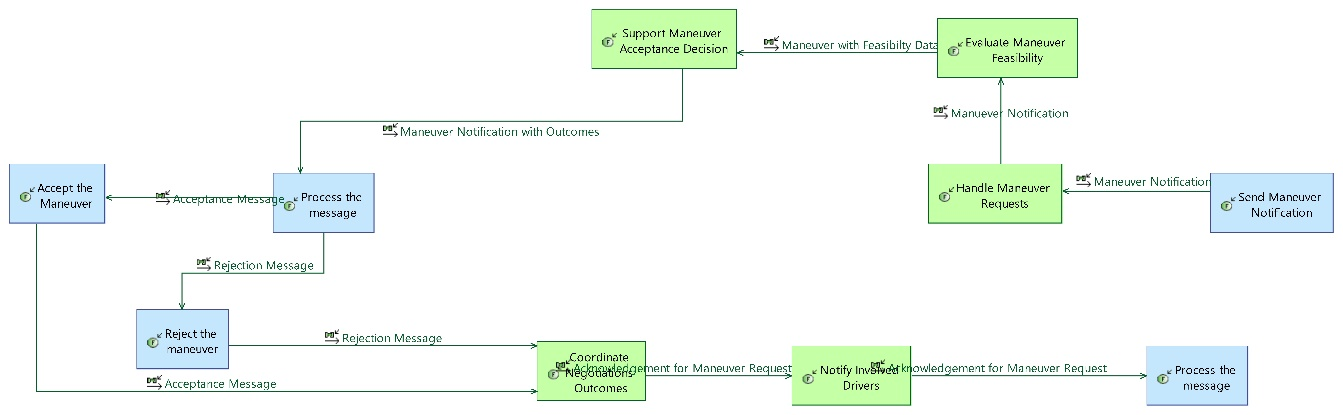 Support Maneuver
Acceptance Decision
Maneuver with Feasibilty Data
Evaluate Maneuver
Feasibility
Manuever Notification
Maneuver Notification with Outcomes
Accept the
Maneuver
Acceptance Message
Process the
message
Handle Maneuver
Requests
Maneuver Notification
Send Maneuver
Notification
Rejection Message
Reject the
maneuver
Rejection Message
Acceptance Message
Coordinate
Negotiations
Outcomes
Acknowledgement for Maneuver Request
Notify Involved
Drivers
Acknowledgement for Maneuver Request
Process the
message